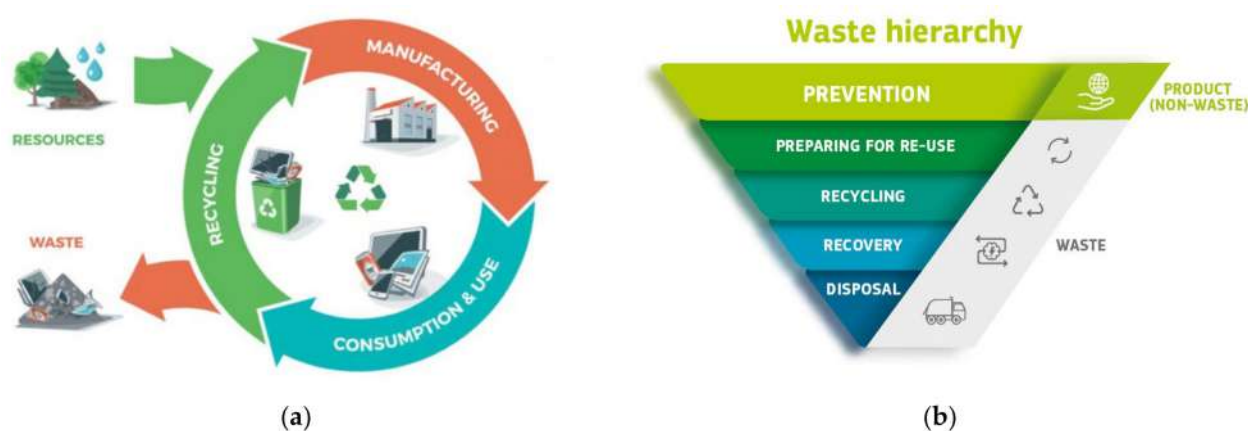 RESOURCES
WASTE
RECYCLING
MANUFACTURING
CONSUMPTION & USE
(a)
Waste hierarchy
PREVENTION
PRODUCT
(NON-WASTE)
PREPARING FOR RE-USE
RECYCLING
RECOVERY
WASTE
DISPOSAL
(b)